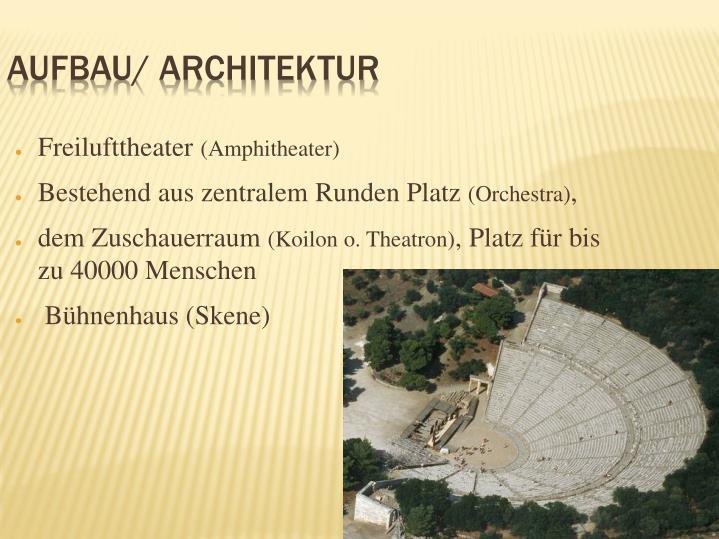 AUFBAU/ ARCHITEKTUR
● Freilufttheater (Amphitheater)
● Bestehend aus zentralem Runden Platz (Orchestra),
● dem Zuschauerraum (Koilon o. Theatron), Platz für bis
zu 40000 Menschen
● Bühnenhaus (Skene)